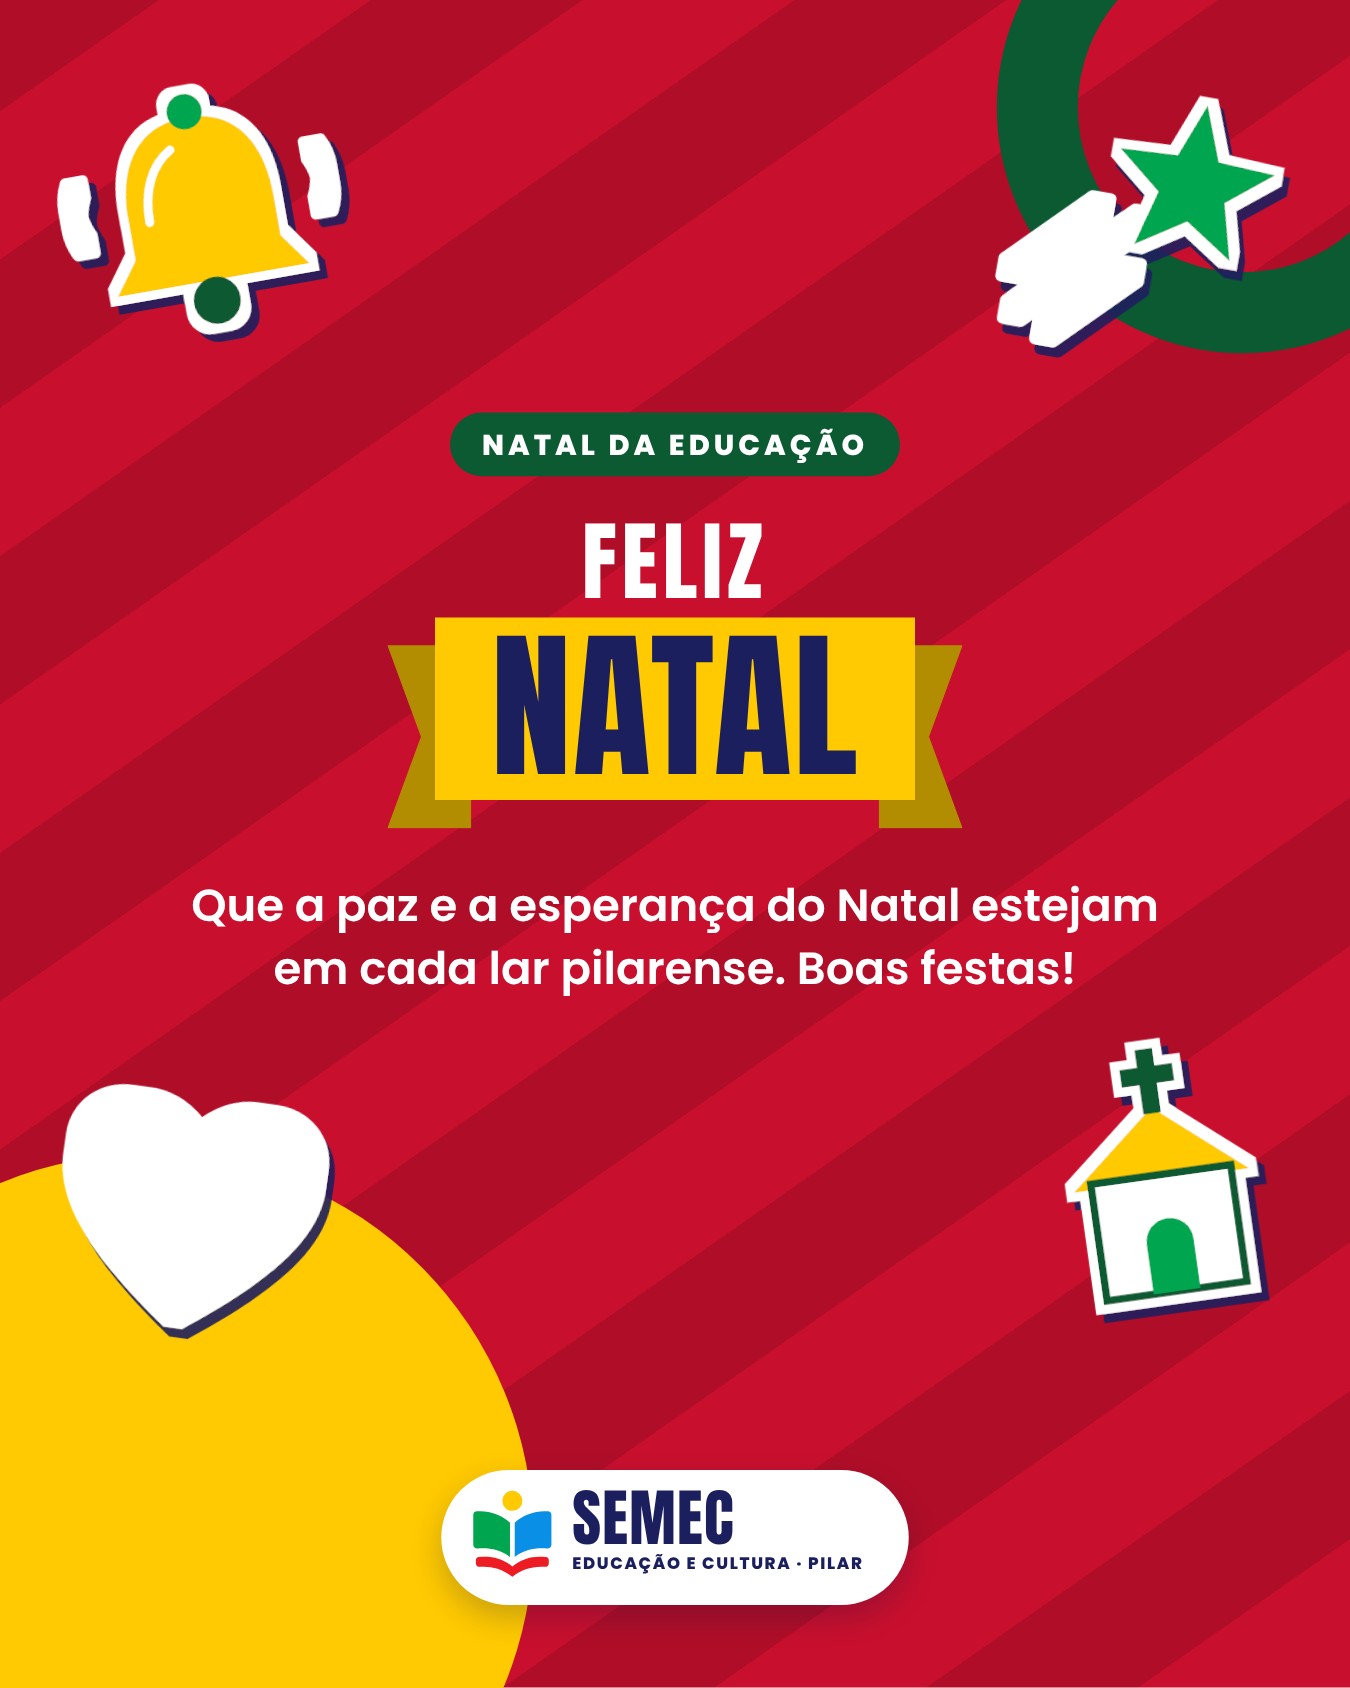 NATAL DA EDUCAÇÃO
FELIZ
NATAL
Que a paz e a esperança do Natal estejam
em cada lar pilarense. Boas festas!
SEMEC
EDUCAÇÃO E CULTURA · PILAR